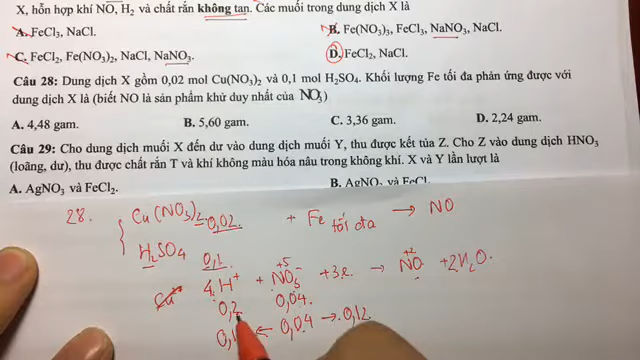 X, hỗn hợp khí NO, H2 và chất rắn không tan. Các muối trong dung dịch X là
A. FeCl3, NaCl. B. Fe(NO3)3, FeCl3, NaNO3, NaCl.
C. FeCl2, Fe(NO3)2, NaCl, NaNO3. D. FeCl2, NaCl.
Câu 28: Dung dịch X gồm 0,02 mol Cu(NO3)2 và 0,1 mol H2SO4. Khối lượng Fe tối đa phản ứng được với
dung dịch X là (biết NO là sản phẩm khử duy nhất của NO3-)
A. 4,48 gam. B. 5,60 gam. C. 3,36 gam. D. 2,24 gam.
Câu 29: Cho dung dịch muối X đến dư vào dung dịch muối Y, thu được kết tủa Z. Cho Z vào dung dịch HNO3
(loãng, dư), thu được chất rắn T và khí không màu hóa nâu trong không khí. X và Y lần lượt là
A. AgNO3 và FeCl2. B. AgNO3 và FeCl
28. Cu(NO3)2 0,02 + Fe tối đa → NO
H2SO4 0,1
4H+ + NO3- +5 +3e → NO +2 +2H2O.
0,2 0,04.
0,1 ← 0,04 → 0,12